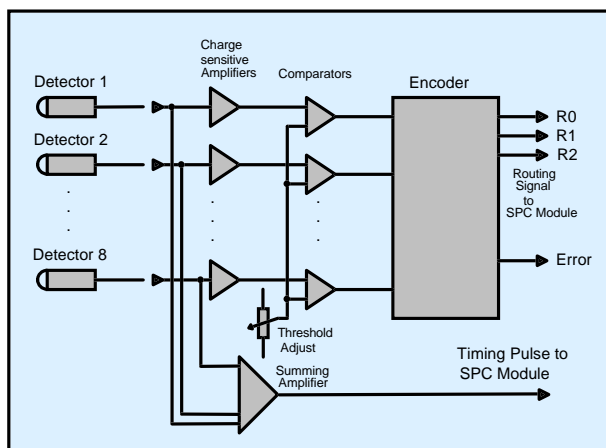 Charge
sensitive
Amplifiers
Comparators
Encoder
Detector 1
R0
R1
Detector 2
R2
Routing
Signal
to
SPC Module
Detector 8
Error
Threshold
Adjust
Summing
Amplifier
Timing Pulse to
SPC Module